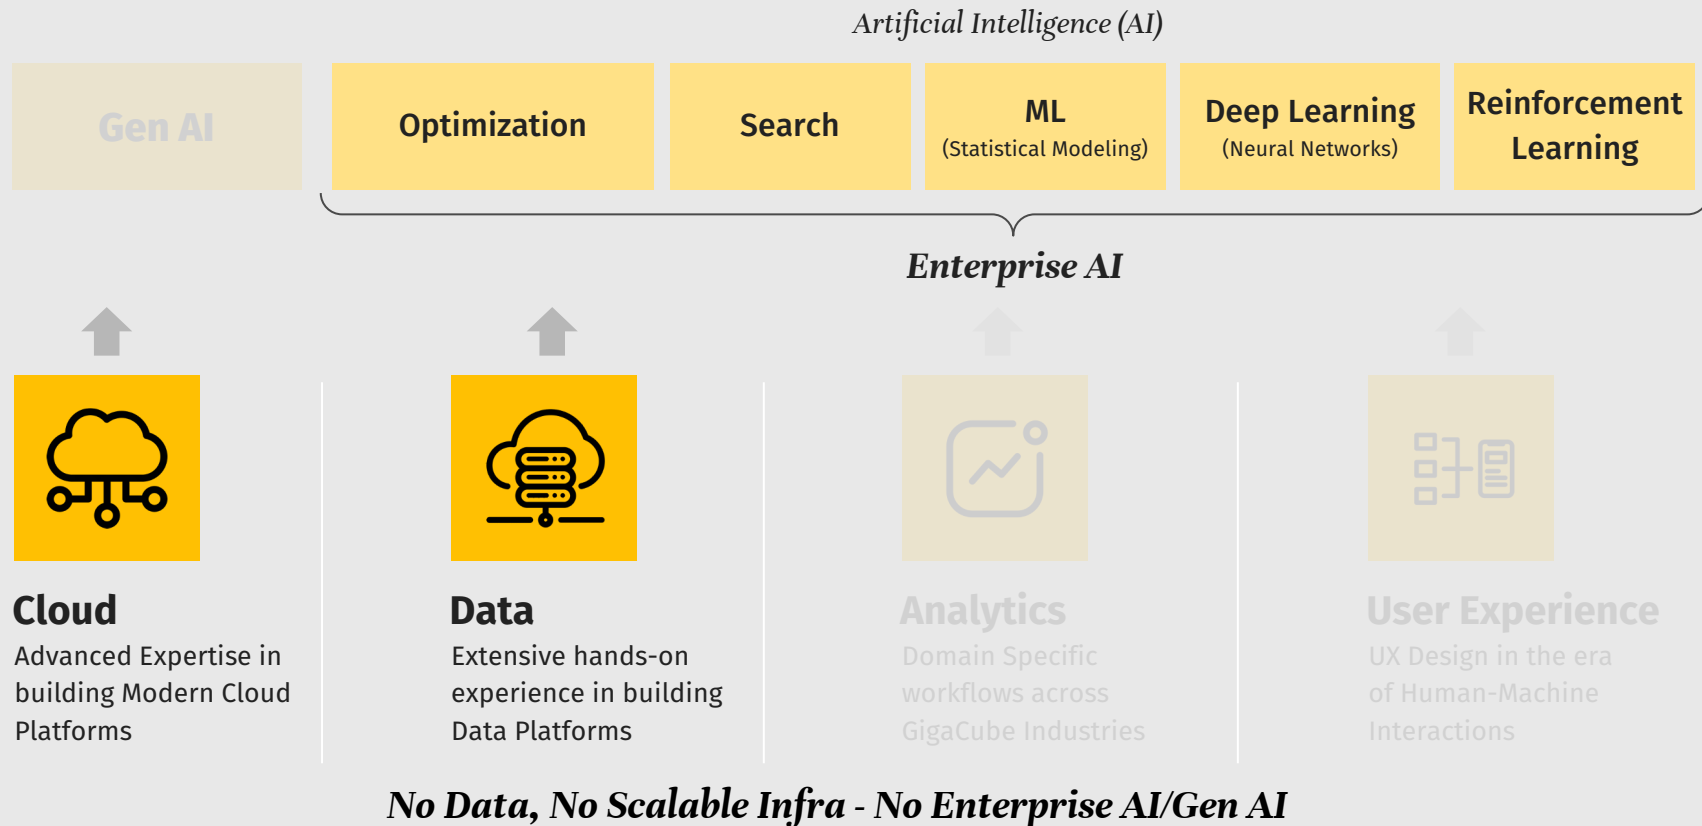 Artificial Intelligence (AI)
Gen AI
Optimization
Search
ML
(Statistical Modeling)
Deep Learning
(Neural Networks)
Reinforcement
Learning
Enterprise AI
Cloud
Advanced Expertise in
building Modern Cloud
Platforms
Data
Extensive hands-on
experience in building
Data Platforms
Analytics
Domain Specific
workflows across
GigaCube Industries
User Experience
UX Design in the era
of Human-Machine
Interactions
No Data, No Scalable Infra - No Enterprise AI/Gen AI